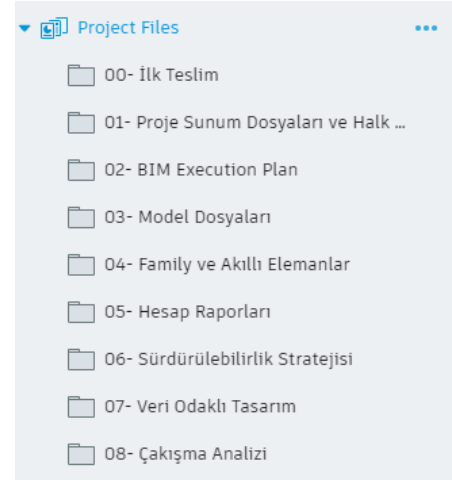 Project Files
00- İlk Teslim
01- Proje Sunum Dosyaları ve Halk ...
02- BIM Execution Plan
03- Model Dosyaları
04- Family ve Akıllı Elemanlar
05- Hesap Raporları
06- Sürdürülebilirlik Stratejisi
07- Veri Odaklı Tasarım
08- Çakışma Analizi